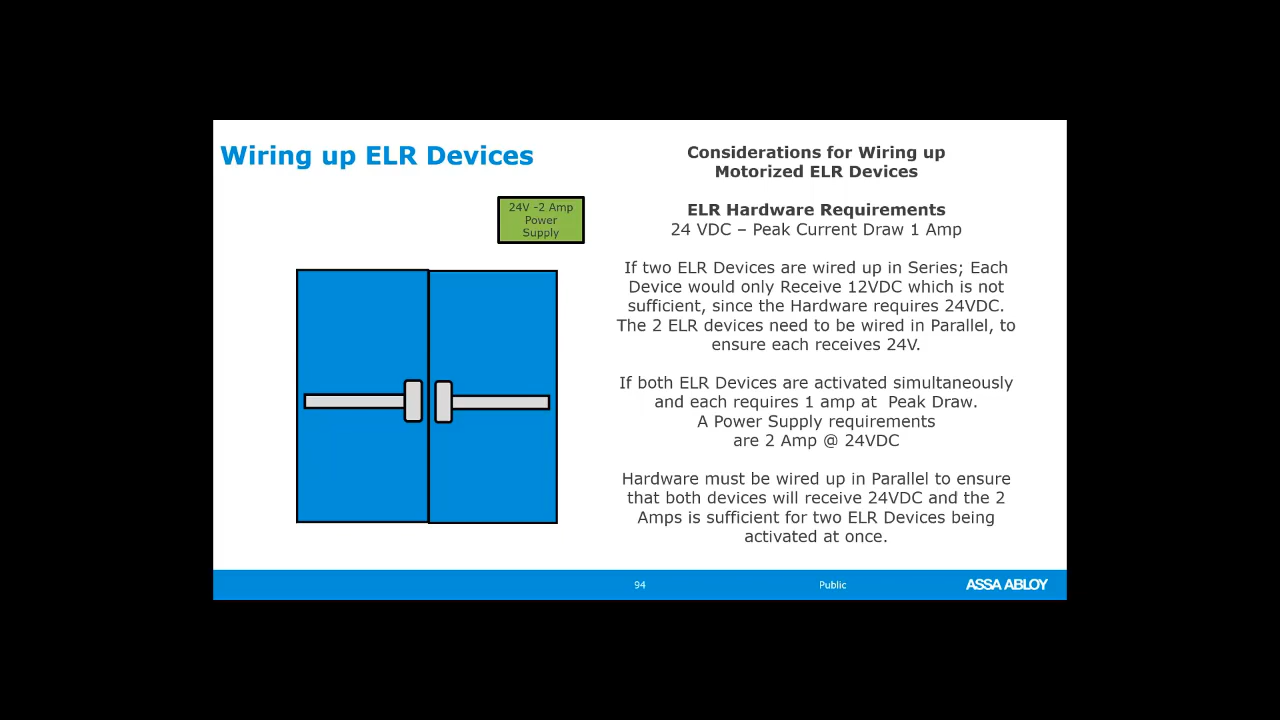 Wiring up ELR Devices
24V -2 Amp
Power
Supply
Considerations for Wiring up
Motorized ELR Devices
ELR Hardware Requirements
24 VDC – Peak Current Draw 1 Amp
If two ELR Devices are wired up in Series; Each
Device would only Receive 12VDC which is not
sufficient, since the Hardware requires 24VDC.
The 2 ELR devices need to be wired in Parallel, to
ensure each receives 24V.
If both ELR Devices are activated simultaneously
and each requires 1 amp at  Peak Draw.
A Power Supply requirements
are 2 Amp @ 24VDC
Hardware must be wired up in Parallel to ensure
that both devices will receive 24VDC and the 2
Amps is sufficient for two ELR Devices being
activated at once.
94
Public
ASSA ABLOY